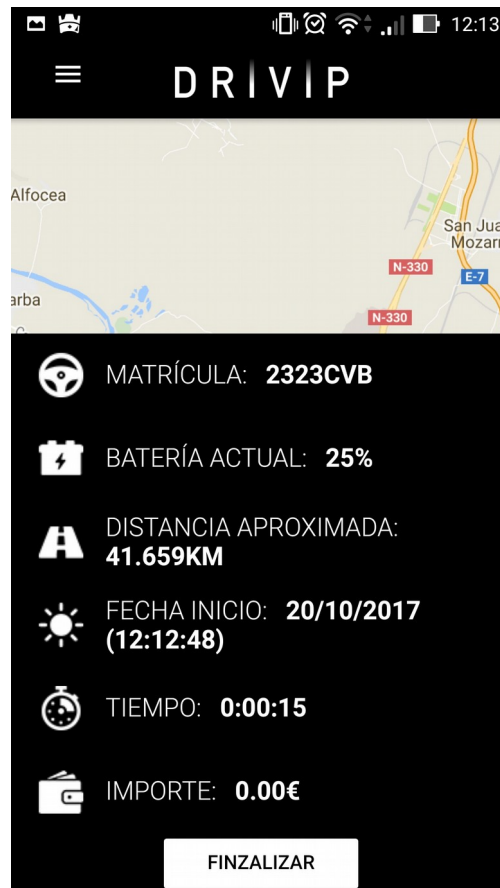 12:13
DRIVIP
Alfocea
San Jua
Mozarr
N-330
E-7
arba
N-330
MATRÍCULA: 2323CVB
BATERÍA ACTUAL: 25%
DISTANCIA APROXIMADA:
41.659KM
FECHA INICIO: 20/10/2017
(12:12:48)
TIEMPO: 0:00:15
IMPORTE: 0.00€
FINZALIZAR